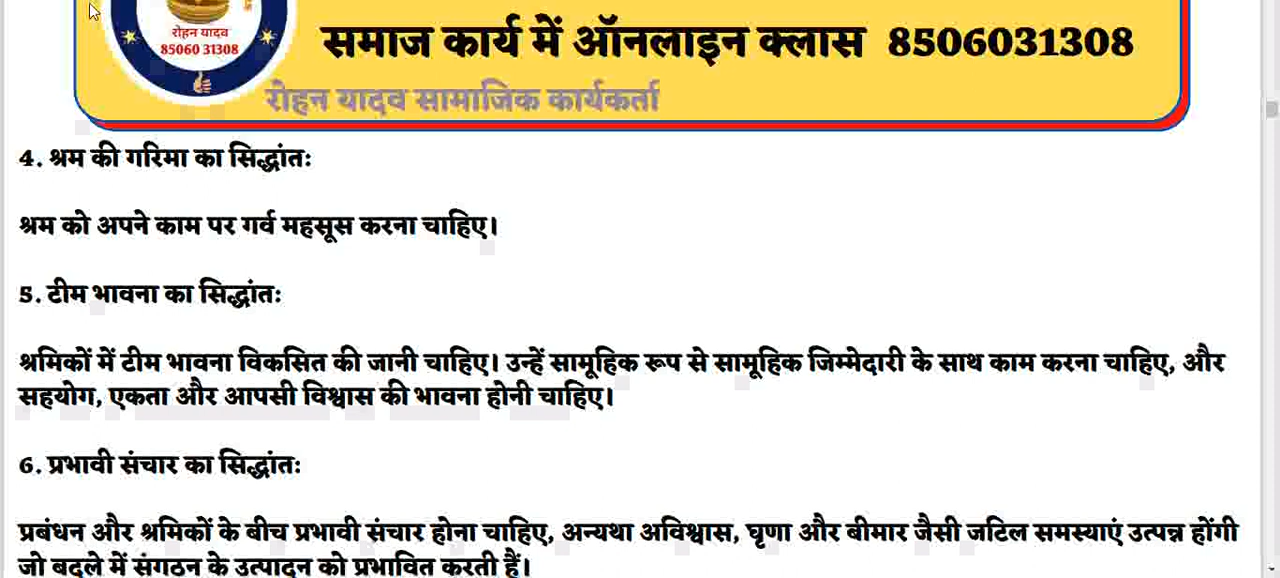 रोहन यादव
85060 31308
समाज कार्य में ऑनलाइन क्लास 8506031308
रोहन यादव सामाजिक कार्यकर्ता
4. श्रम की गरिमा का सिद्धांतः
श्रम को अपने काम पर गर्व महसूस करना चाहिए।
5. टीम भावना का सिद्धांतः
श्रमिकों में टीम भावना विकसित की जानी चाहिए। उन्हें सामूहिक रूप से सामूहिक जिम्मेदारी के साथ काम करना चाहिए, और
सहयोग, एकता और आपसी विश्वास की भावना होनी चाहिए।
6. प्रभावी संचार का सिद्धांतः
प्रबंधन और श्रमिकों के बीच प्रभावी संचार होना चाहिए, अन्यथा अविश्वास, घृणा और बीमार जैसी जटिल समस्याएं उत्पन्न होंगी
जो बदले में संगठन के उत्पादन को प्रभावित करती हैं।